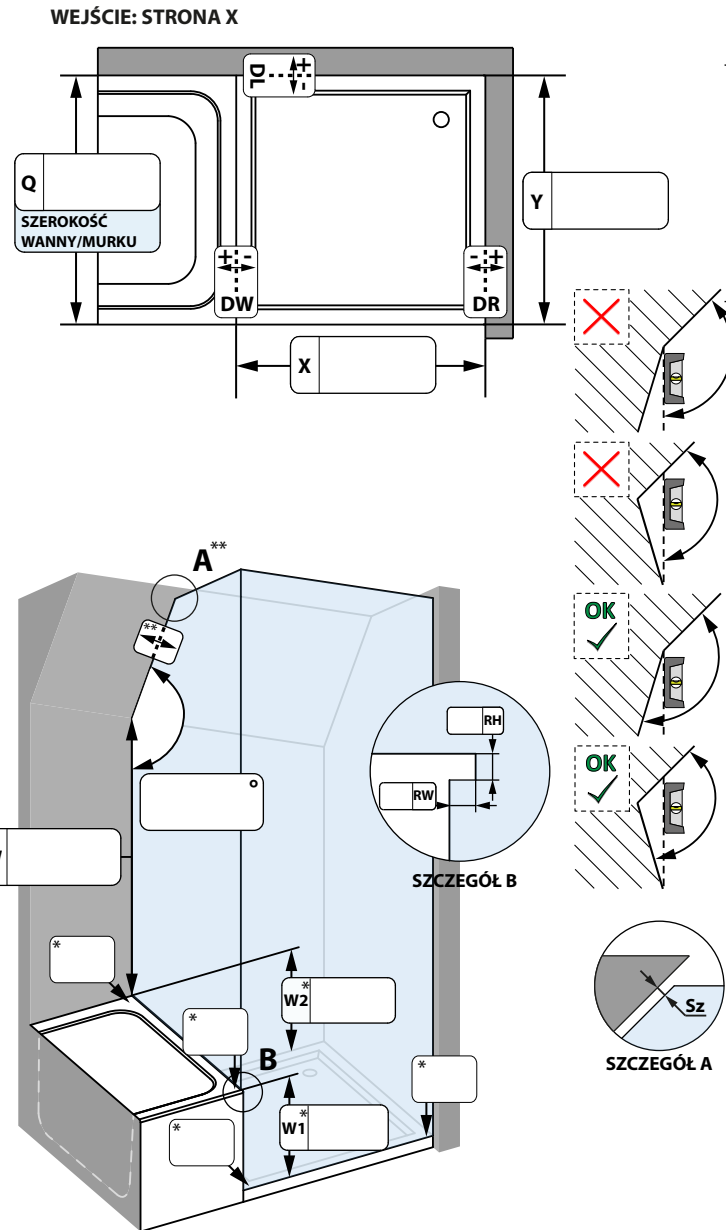 WEJŚCIE: STRONA X
DL
+ -
Q
SZEROKOŚĆ
WANNY/MURKU
Y
+ -
DW
- +
DR
X
A**
**
°
RH
RW
SZCZEGÓŁ B
OK
OK
*
W2*
*
B
*
W1*
*
Sz
SZCZEGÓŁ A